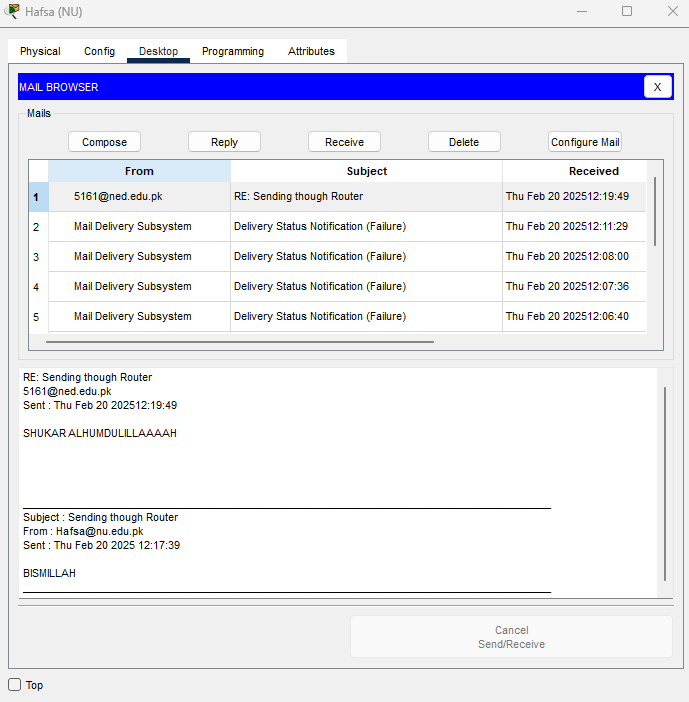 Hafsa (NU)
Physical Config Desktop Programming Attributes
MAIL BROWSER X
Mails
Compose Reply Receive Delete Configure Mail
From Subject Received
1 5161@ned.edu.pk RE: Sending though Router Thu Feb 20 202512:19:49
2 Mail Delivery Subsystem Delivery Status Notification (Failure) Thu Feb 20 202512:11:29
3 Mail Delivery Subsystem Delivery Status Notification (Failure) Thu Feb 20 202512:08:00
4 Mail Delivery Subsystem Delivery Status Notification (Failure) Thu Feb 20 202512:07:36
5 Mail Delivery Subsystem Delivery Status Notification (Failure) Thu Feb 20 202512:06:40
RE: Sending though Router
5161@ned.edu.pk
Sent : Thu Feb 20 202512:19:49
SHUKAR ALHUMDULILLAAAAH
Subject : Sending though Router
From : Hafsa@nu.edu.pk
Sent : Thu Feb 20 2025 12:17:39
BISMILLAH
Cancel
Send/Receive
Top